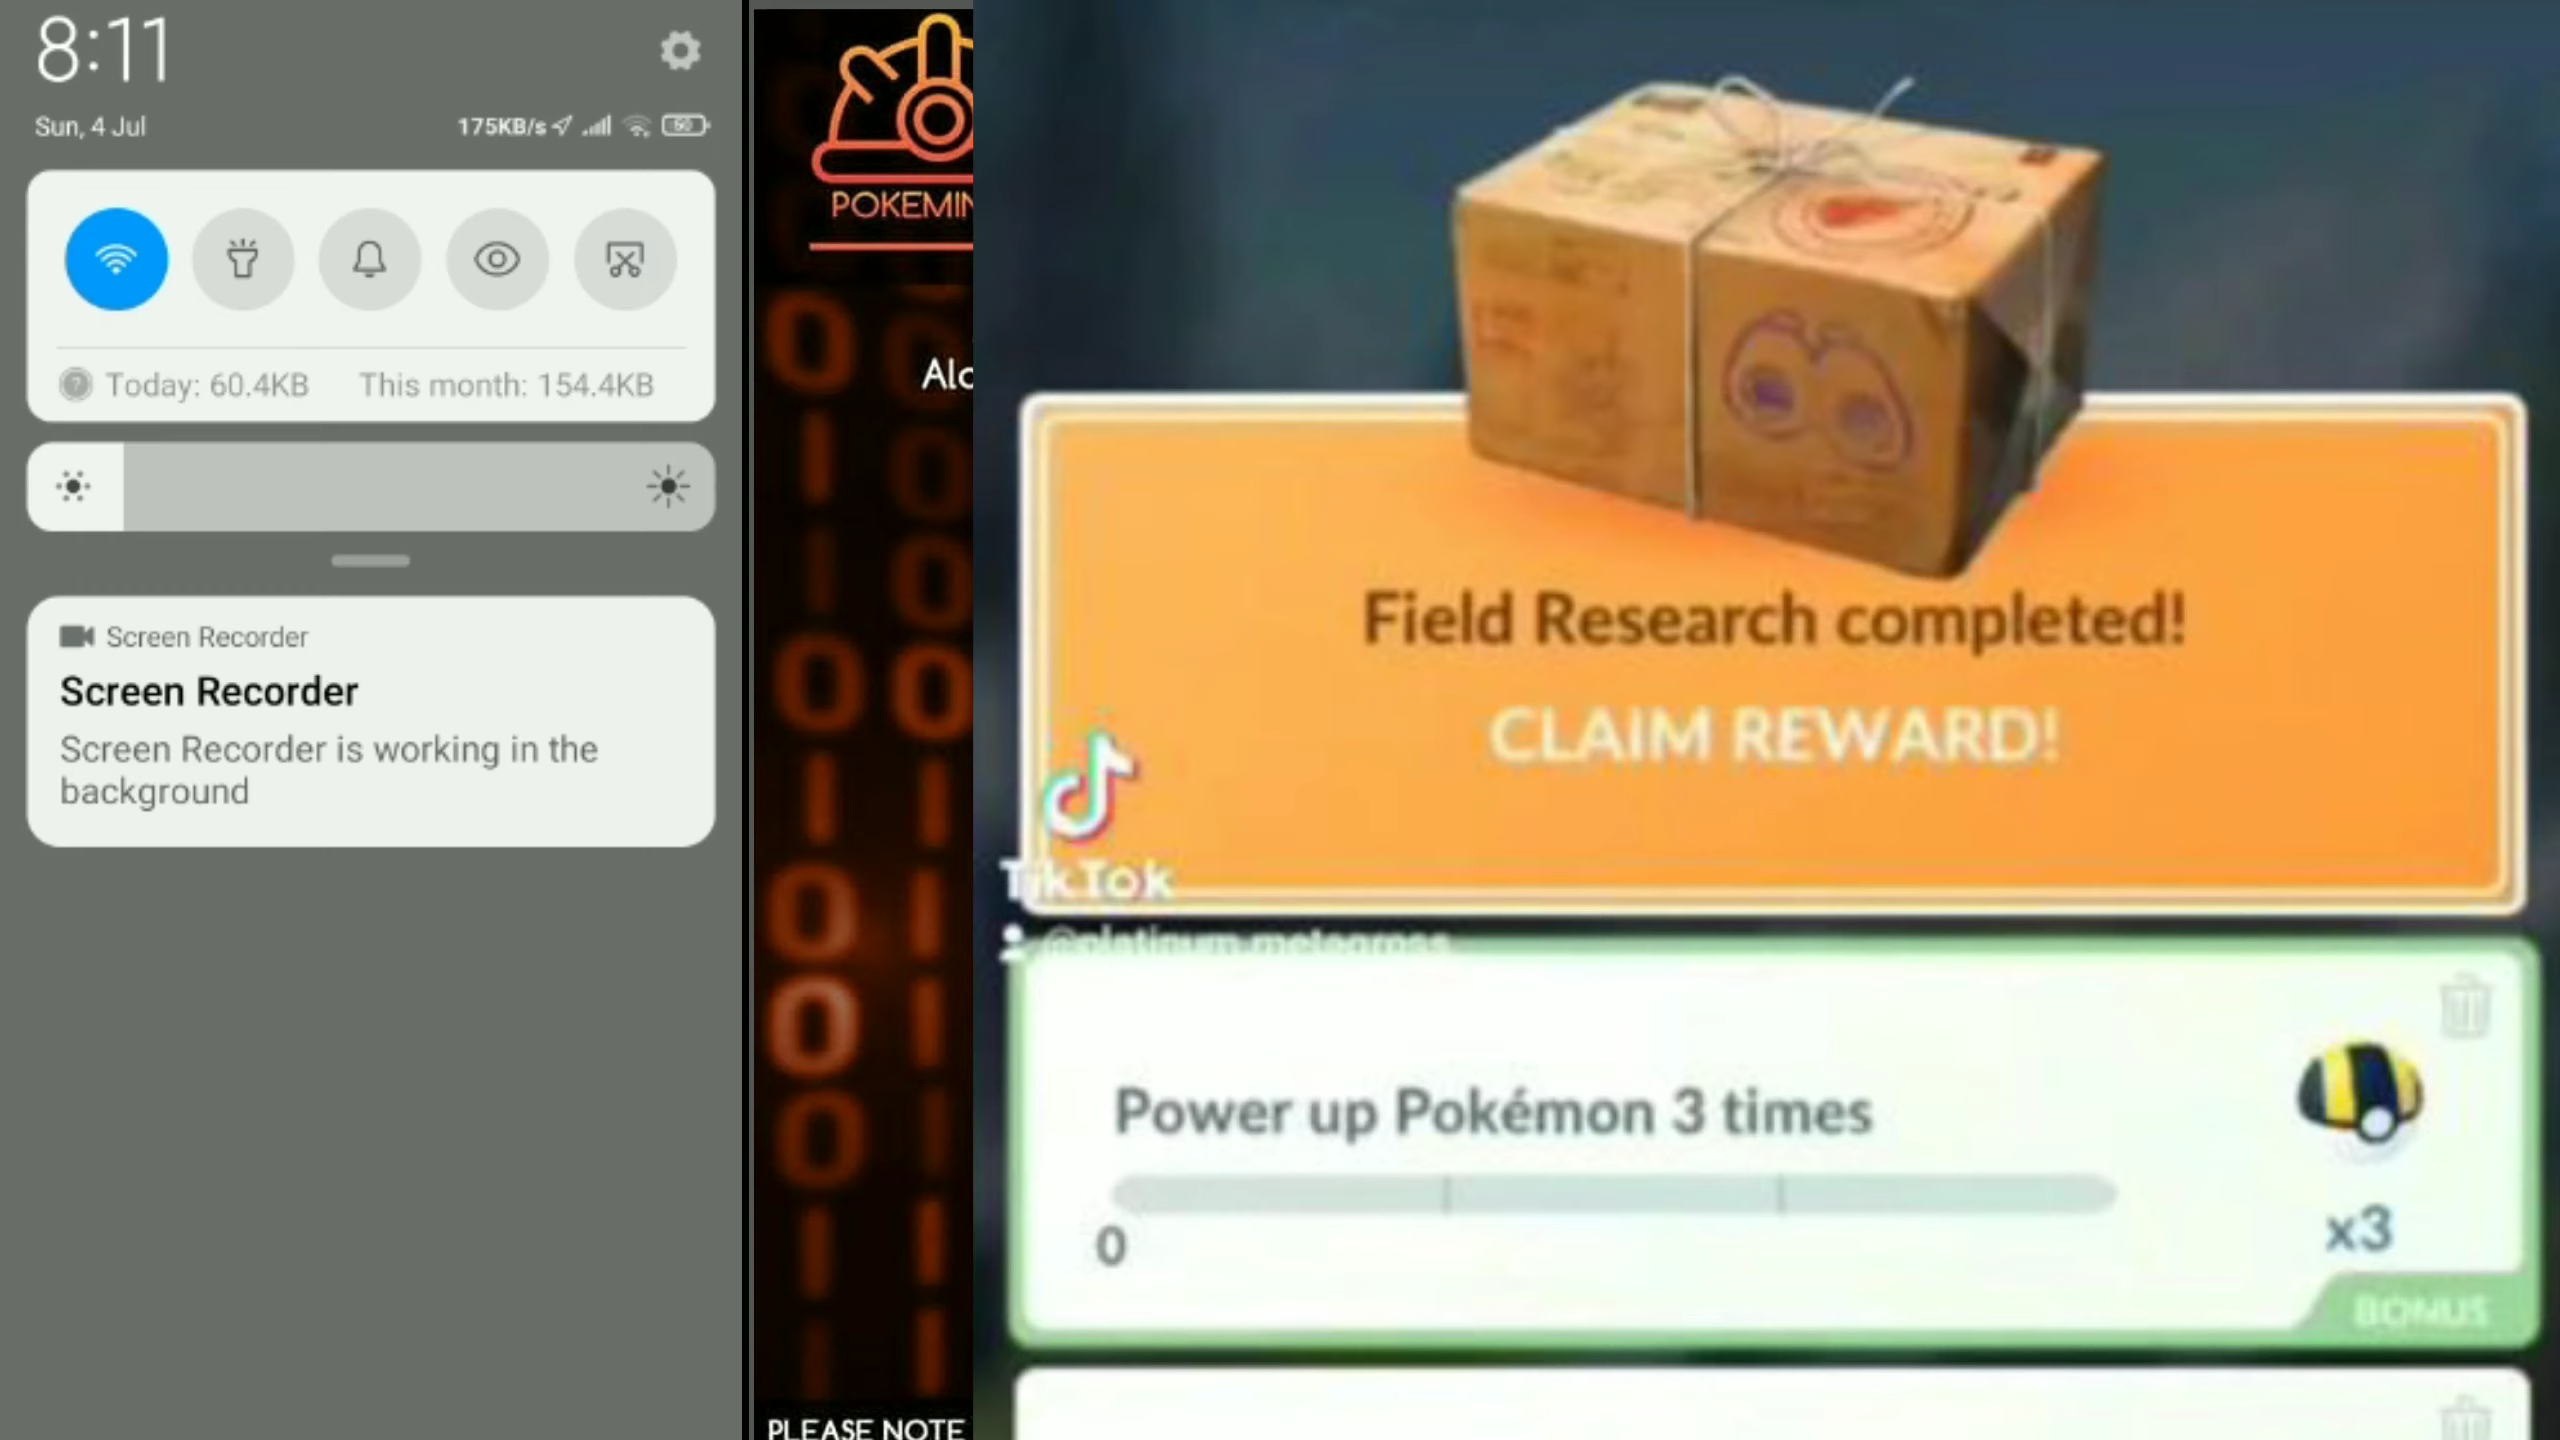 8:11
Sun, 4 Jul
175KB/s
Today: 60.4KB This month: 154.4KB
Screen Recorder
Screen Recorder
Screen Recorder is working in the
background
POKEMIN
Alo
PLEASE NOTE
Field Research completed!
CLAIM REWARD!
TikTok
Power up Pokémon 3 times
0
x3
BONUS